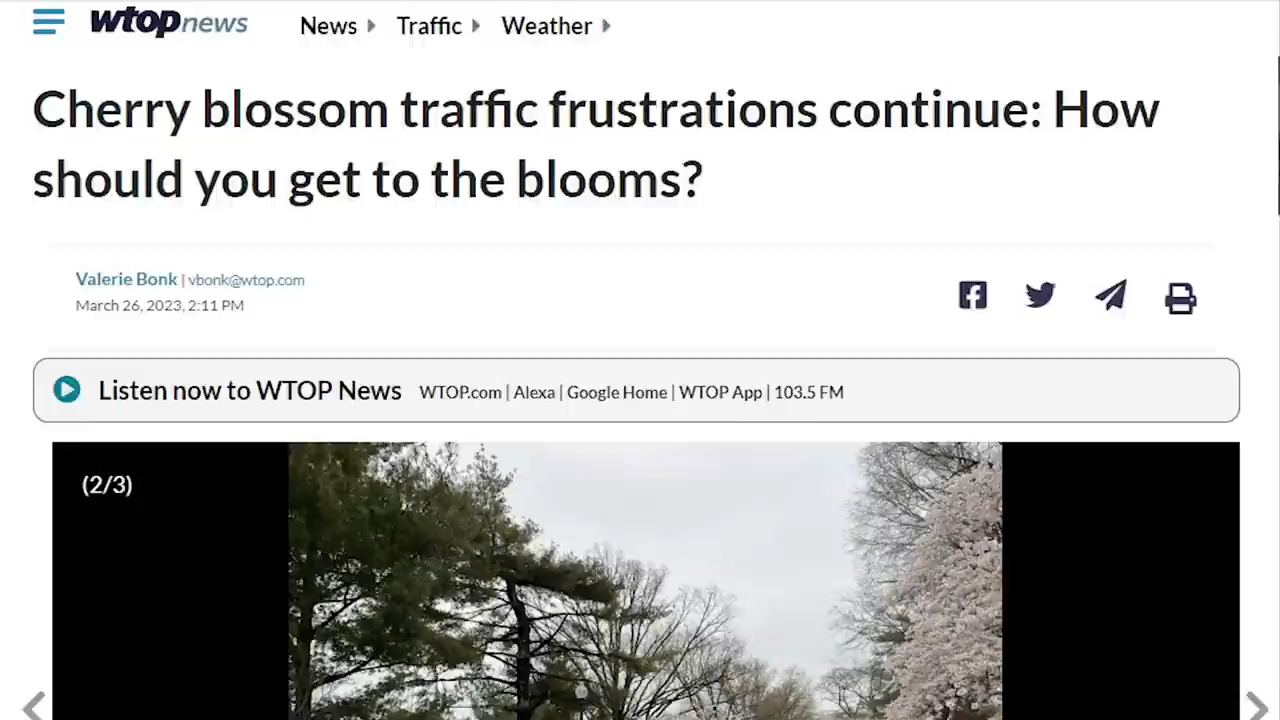 wtopnews News Traffic Weather
Cherry blossom traffic frustrations continue: How
should you get to the blooms?
Valerie Bonk | vbonk@wtop.com
March 26, 2023, 2:11 PM
Listen now to WTOP News WTOP.com | Alexa | Google Home | WTOP App | 103.5 FM
(2/3)